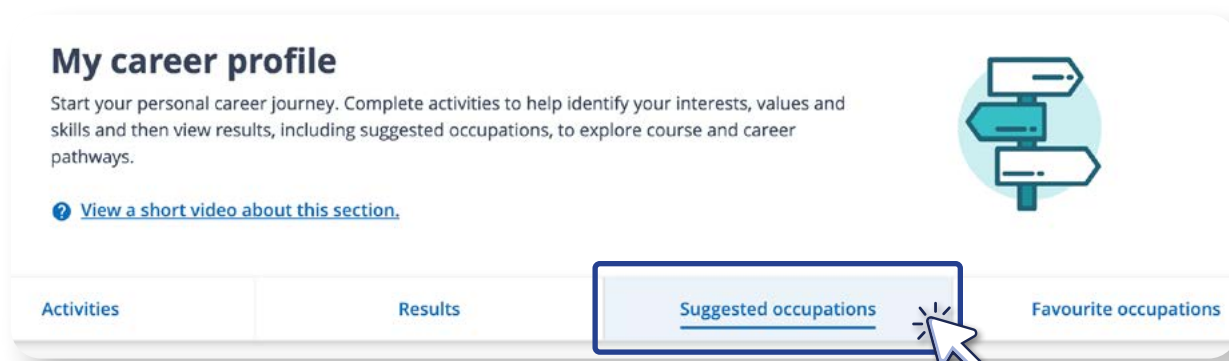 My career profile
Start your personal career journey. Complete activities to help identify your interests, values and
skills and then view results, including suggested occupations, to explore course and career
pathways.
? View a short video about this section.
Activities Results Suggested occupations Favourite occupations